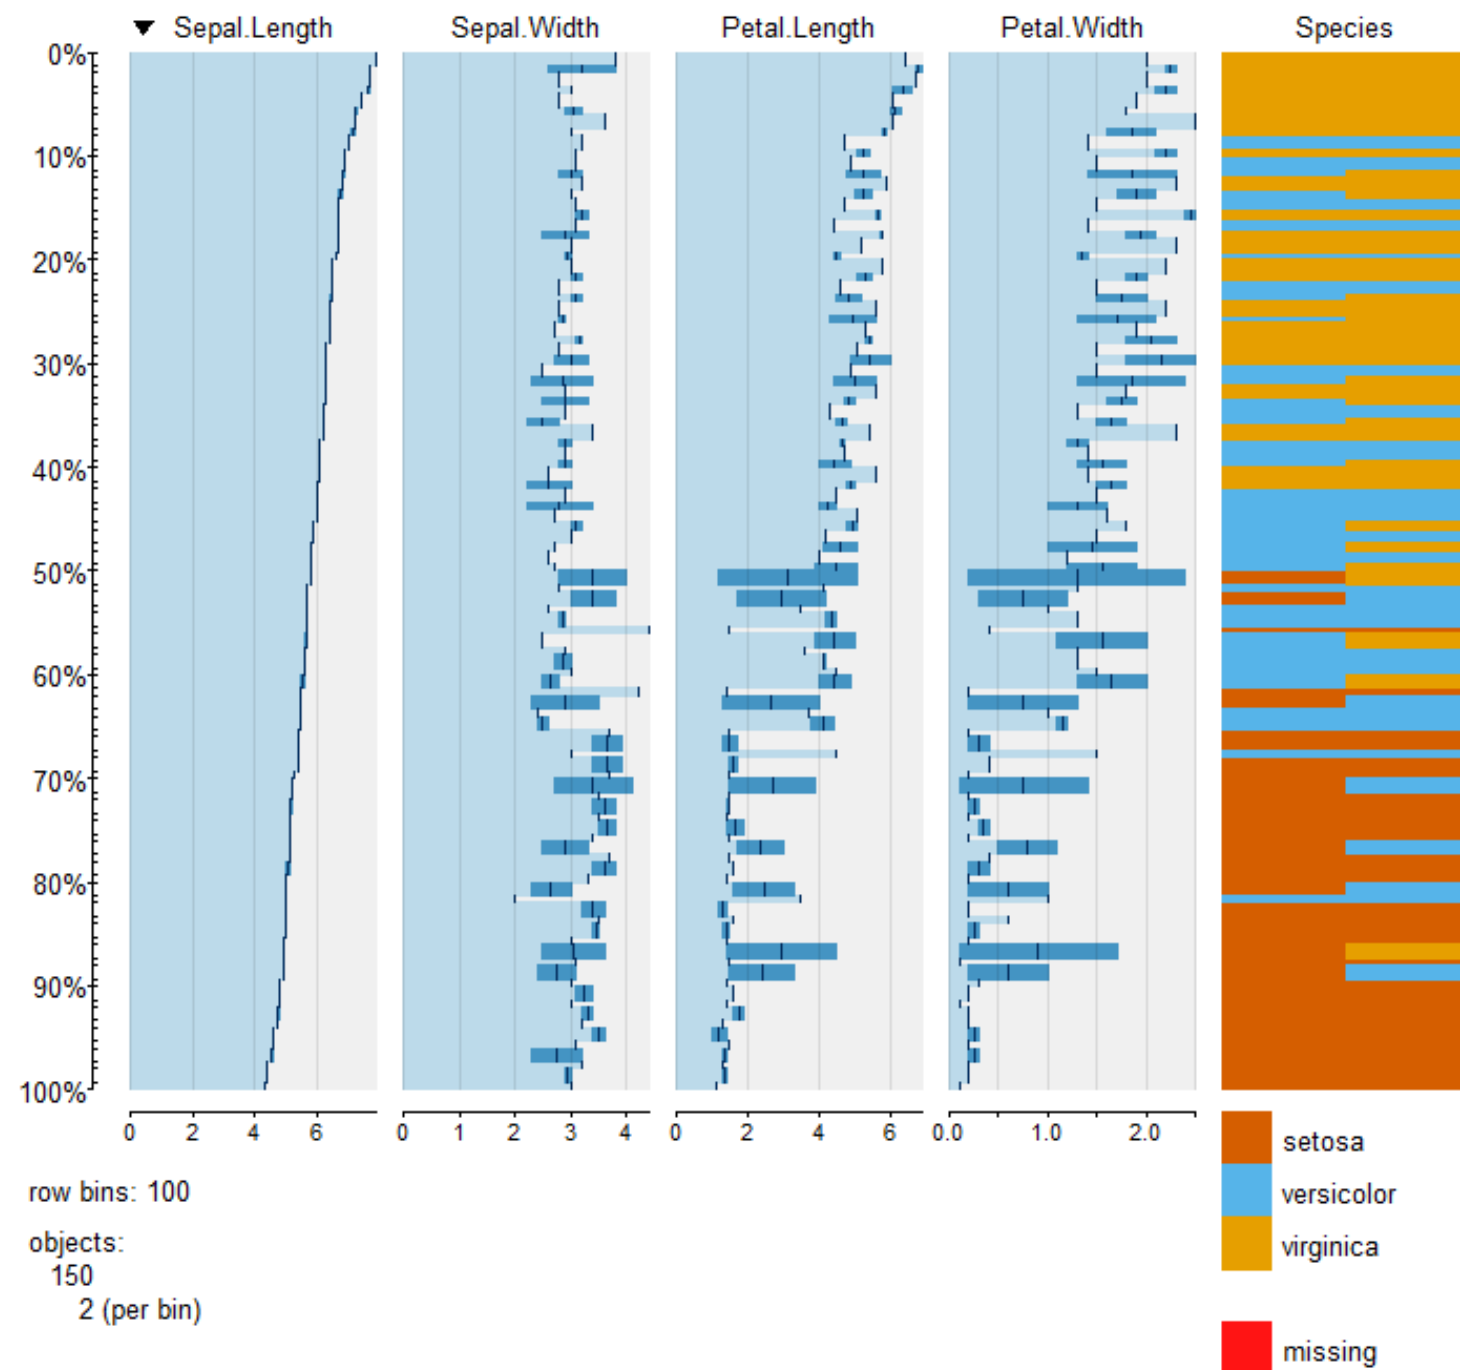 Sepal.Length Sepal.Width Petal.Length Petal.Width Species
0%
10%
20%
30%
40%
50%
60%
70%
80%
90%
100%
0 2 4 6 0 1 2 3 4 0 2 4 6 0.0 1.0 2.0
setosa
row bins: 100 versicolor
objects: virginica
150
2 (per bin)
missing